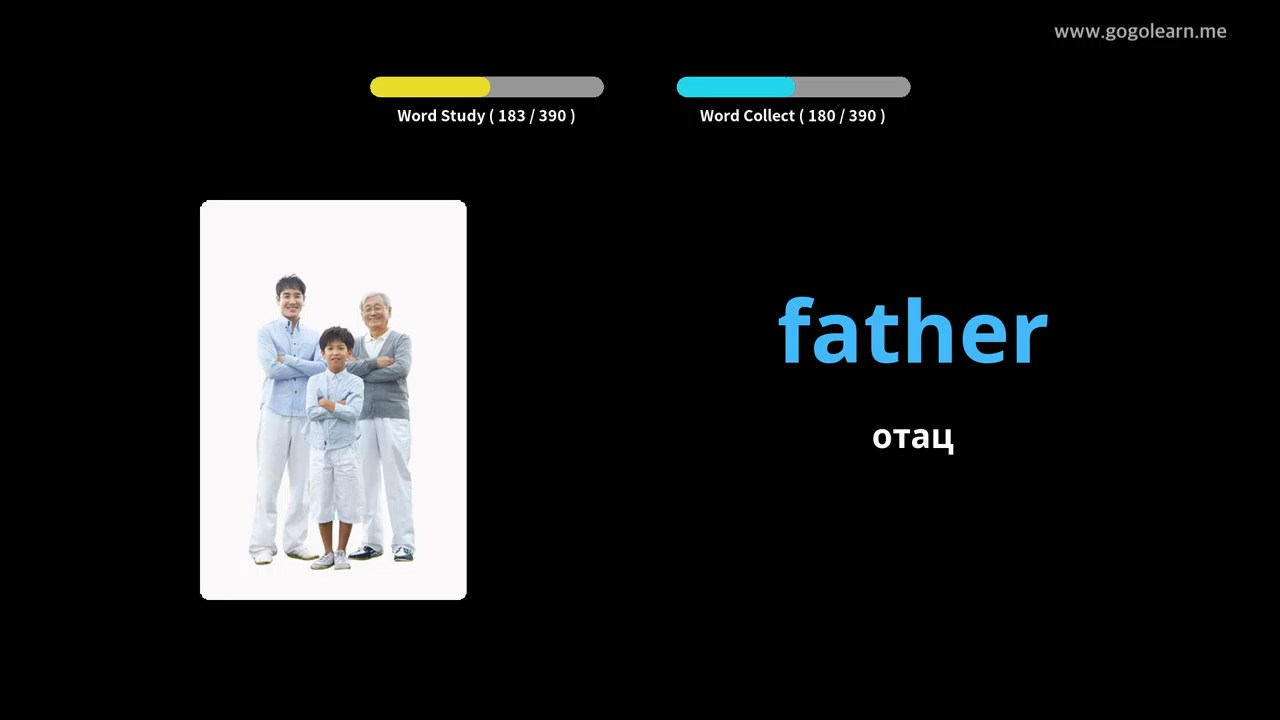 www.gogolearn.me
Word Study ( 183 / 390 )
Word Collect ( 180 / 390 )
father
отац